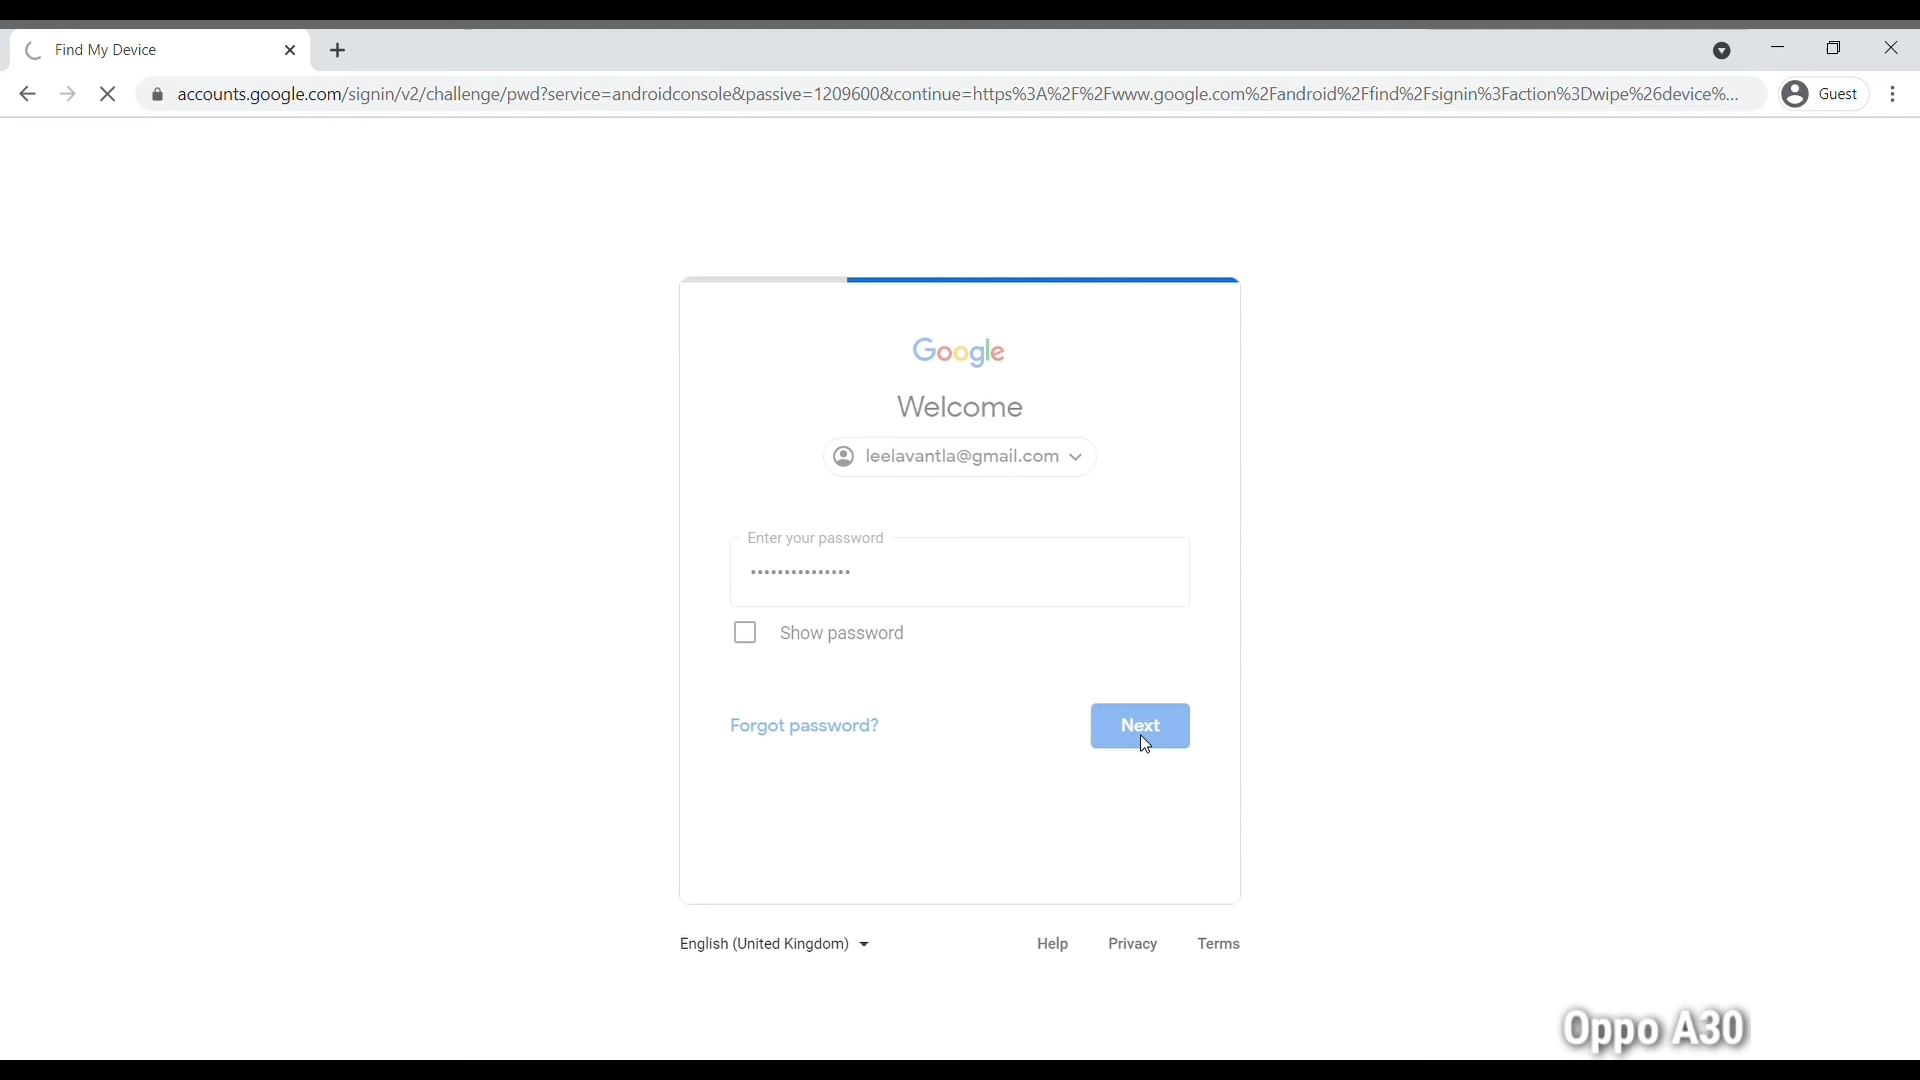 Find My Device
accounts.google.com/signin/v2/challenge/pwd?service=androidconsole&passive=1209600&continue=https%3A%2F%2Fwww.google.com%2Fandroid%2Ffind%2Fsignin%3Faction%3Dwipe%26device%...
Guest
Google
Welcome
leelavantla@gmail.com
Enter your password
•••••••••••••••
Show password
Forgot password?
Next
English (United Kingdom)
Help Privacy Terms
Oppo A30